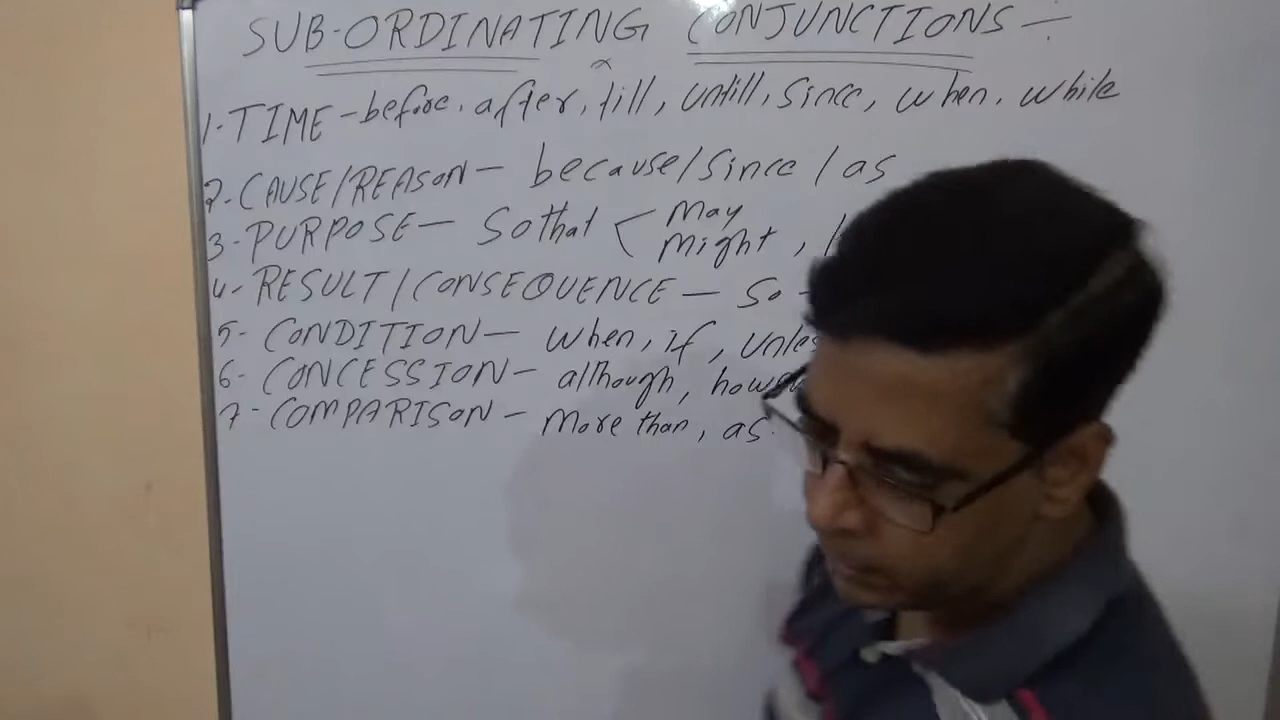 SUB-ORDINATING CONJUNCTIONS -:
1-TIME - before, after, till, untill, since, when, while
2-CAUSE/REASON - because/since/as
3-PURPOSE - So that < May
Might,
4-RESULT/CONSEQUENCE - So -
5-CONDITION - when, if,
6-CONCESSION - although,
7-COMPARISON - More than, as